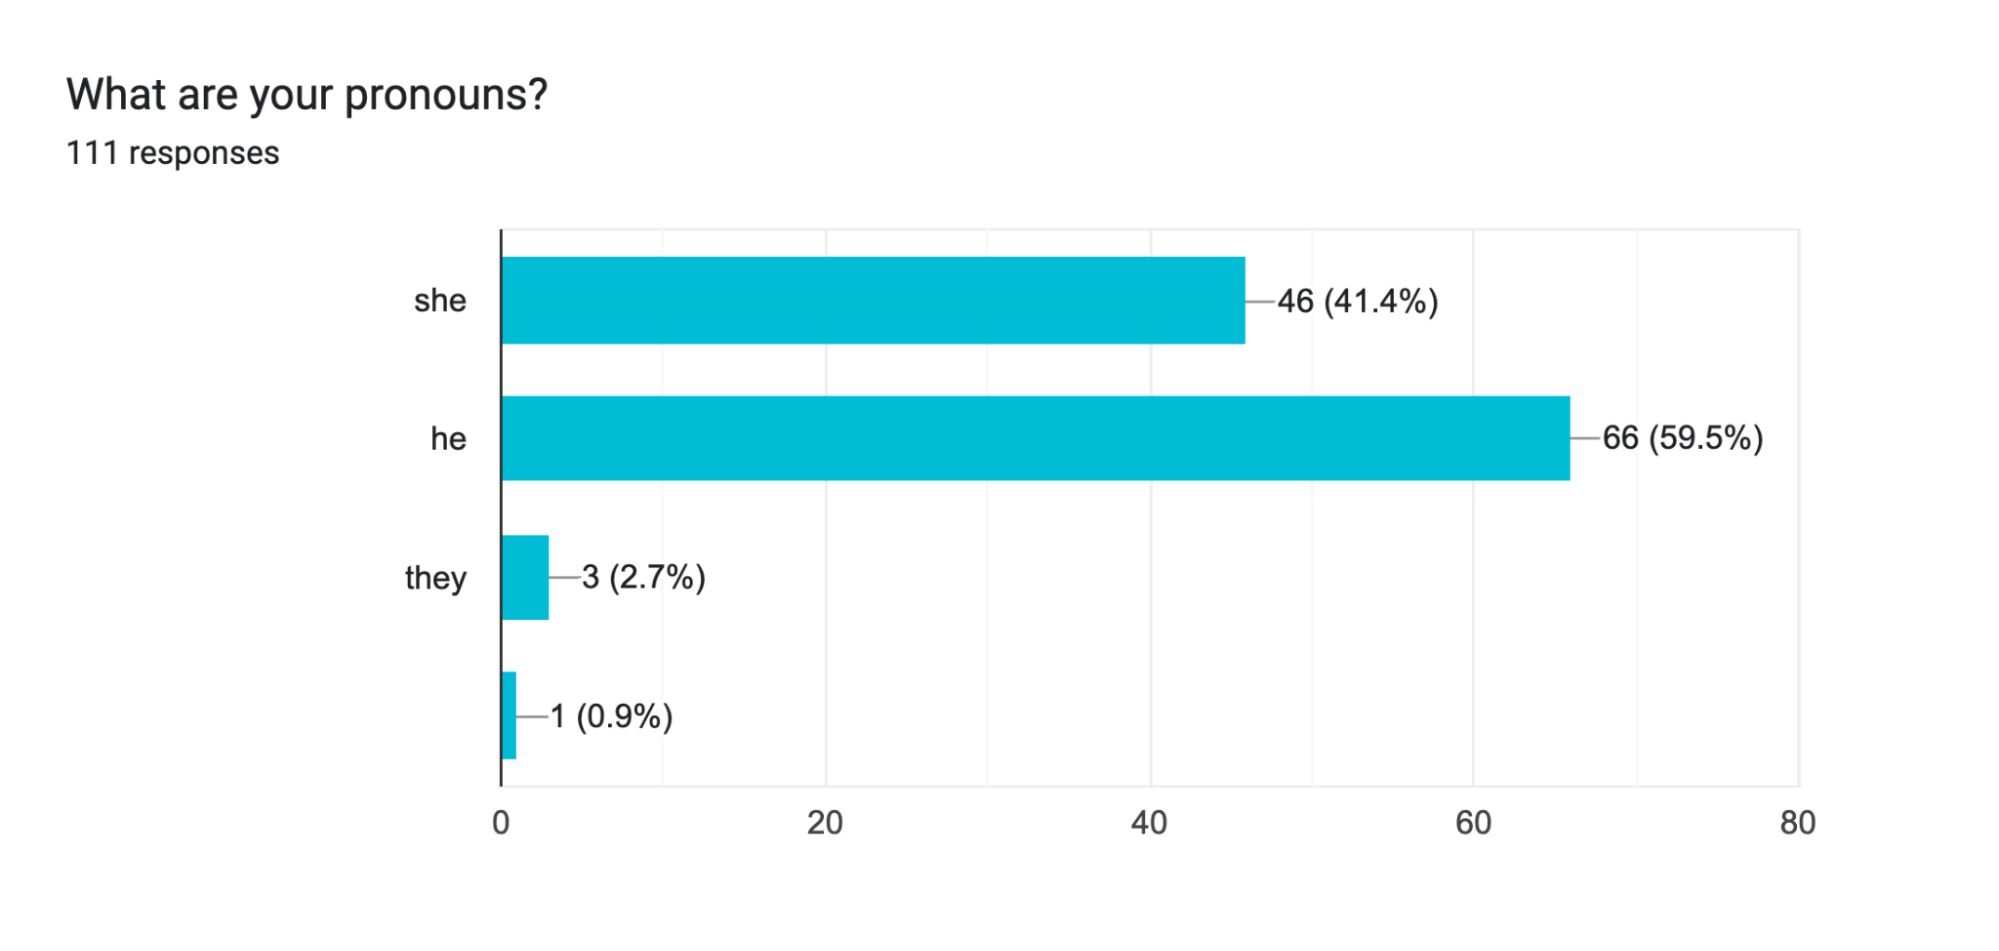 What are your pronouns?
111 responses
she
46 (41.4%)
he
66 (59.5%)
they
3 (2.7%)
1 (0.9%)
0 20 40 60 80